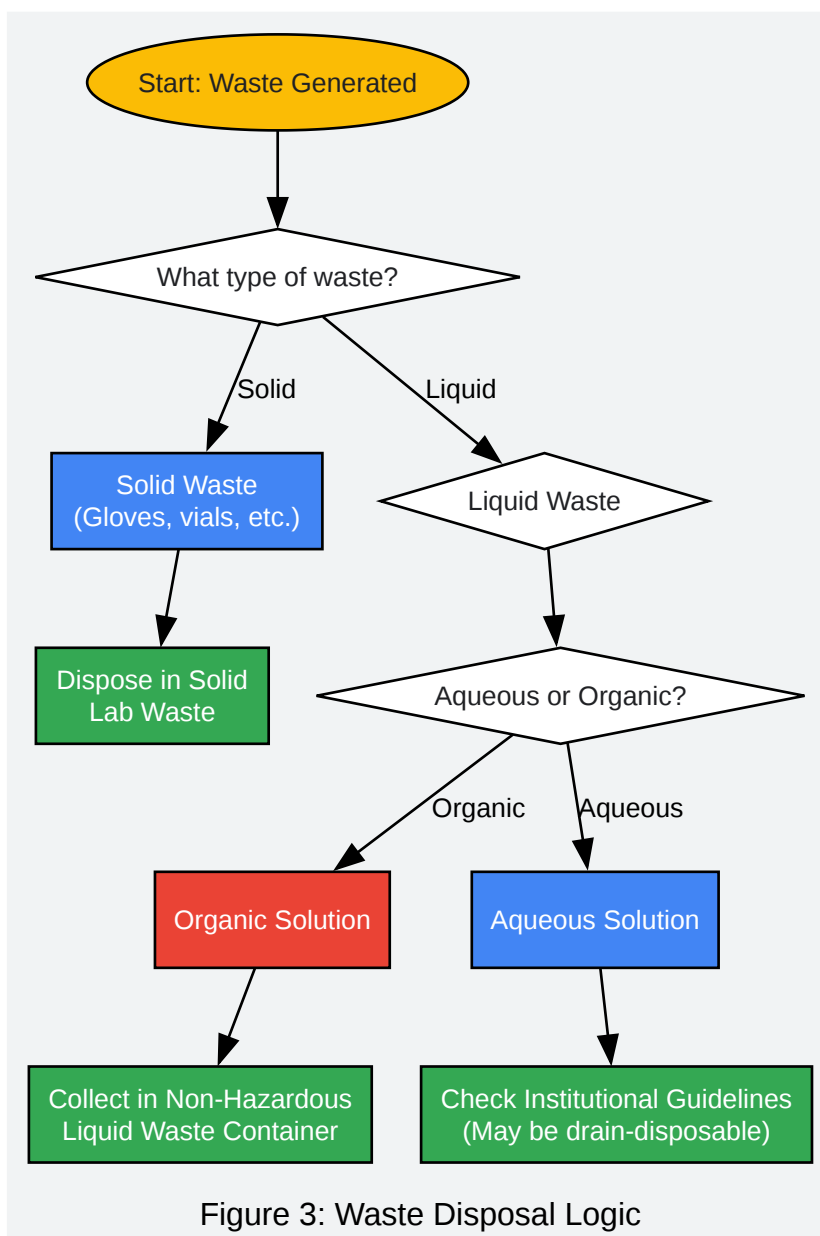 Start: Waste Generated
What type of waste?
Solid
Liquid
Solid Waste
(Gloves, vials, etc.)
Liquid Waste
Dispose in Solid
Lab Waste
Aqueous or Organic?
Organic
Aqueous
Organic Solution
Aqueous Solution
Collect in Non-Hazardous
Liquid Waste Container
Check Institutional Guidelines
(May be drain-disposable)
Figure 3: Waste Disposal Logic